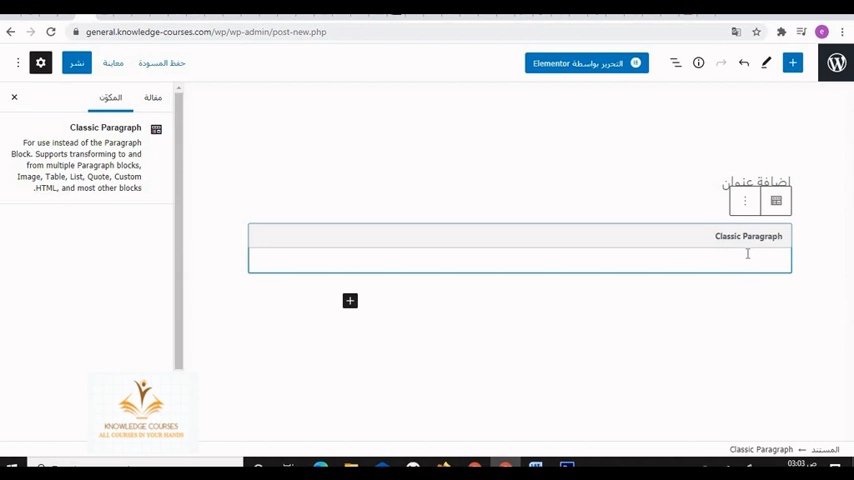 general.knowledge-courses.com/wp/wp-admin/post-new.php
التحرير بواسطة Elementor
حفظ المسودة
معاينة
نشر
مقالة
المكوّن
Classic Paragraph
For use instead of the Paragraph
Block. Supports transforming to and
from multiple Paragraph blocks,
Image, Table, List, Quote, Custom
HTML, and most other blocks.
إضافة عنوان
Classic Paragraph
KNOWLEDGE COURSES
ALL COURSES IN YOUR HANDS
المستند ← Classic Paragraph
03:03